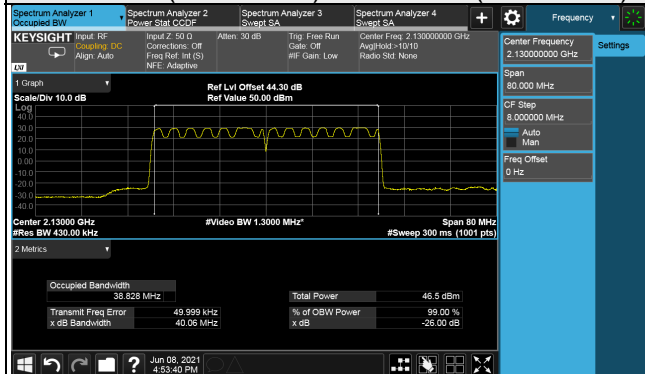 Spectrum Analyzer 1
Occupied BW
Spectrum Analyzer 2
Power Stat CCDF
Spectrum Analyzer 3
Swept SA
Spectrum Analyzer 4
Swept SA
+
Frequency
KEYSIGHT
Input: RF
Coupling: DC
Align: Auto
Input Z: 50 Ω
Corrections: Off
Freq Ref: Int (S)
NFE: Adaptive
Atten: 30 dB
Trig: Free Run
Gate: Off
#IF Gain: Low
Center Freq: 2.130000000 GHz
Avg|Hold:>10/10
Radio Std: None
LXI
Center Frequency
2.130000000 GHz
Settings
Span
80.000 MHz
CF Step
8.000000 MHz
Auto
Man
Freq Offset
0 Hz
1 Graph
Scale/Div 10.0 dB
Ref Lvl Offset 44.30 dB
Ref Value 50.00 dBm
Log
40.0
30.0
20.0
10.0
0.00
-10.0
-20.0
-30.0
-40.0
Center 2.13000 GHz
#Video BW 1.3000 MHz*
Span 80 MHz
#Res BW 430.00 kHz
#Sweep 300 ms (1001 pts)
2 Metrics
Occupied Bandwidth
38.828 MHz
Total Power 46.5 dBm
Transmit Freq Error 49.999 kHz
% of OBW Power 99.00 %
x dB Bandwidth 40.06 MHz
x dB -26.00 dB
?
Jun 08, 2021
4:53:40 PM